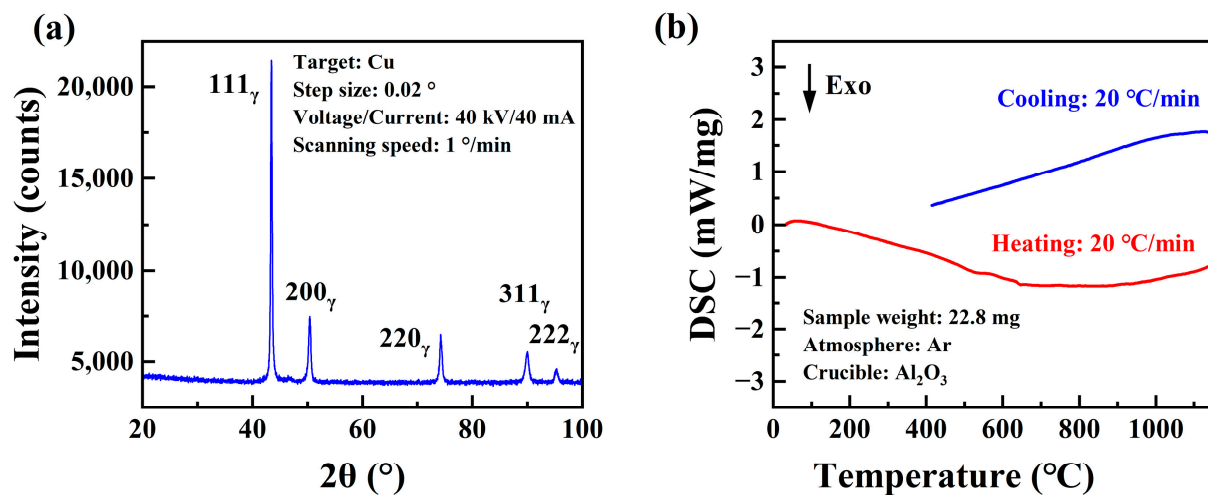 (a)
Intensity (counts)
20,000
15,000
10,000
5,000
111γ
200γ
220γ
311γ
222γ
Target: Cu
Step size: 0.02 °
Voltage/Current: 40 kV/40 mA
Scanning speed: 1 °/min
20
40
60
80
100
2θ (°)
(b)
DSC (mW/mg)
3
2
1
0
−1
−2
−3
Exo
Cooling: 20 °C/min
Heating: 20 °C/min
Sample weight: 22.8 mg
Atmosphere: Ar
Crucible: Al₂O₃
0
200
400
600
800
1000
Temperature (°C)